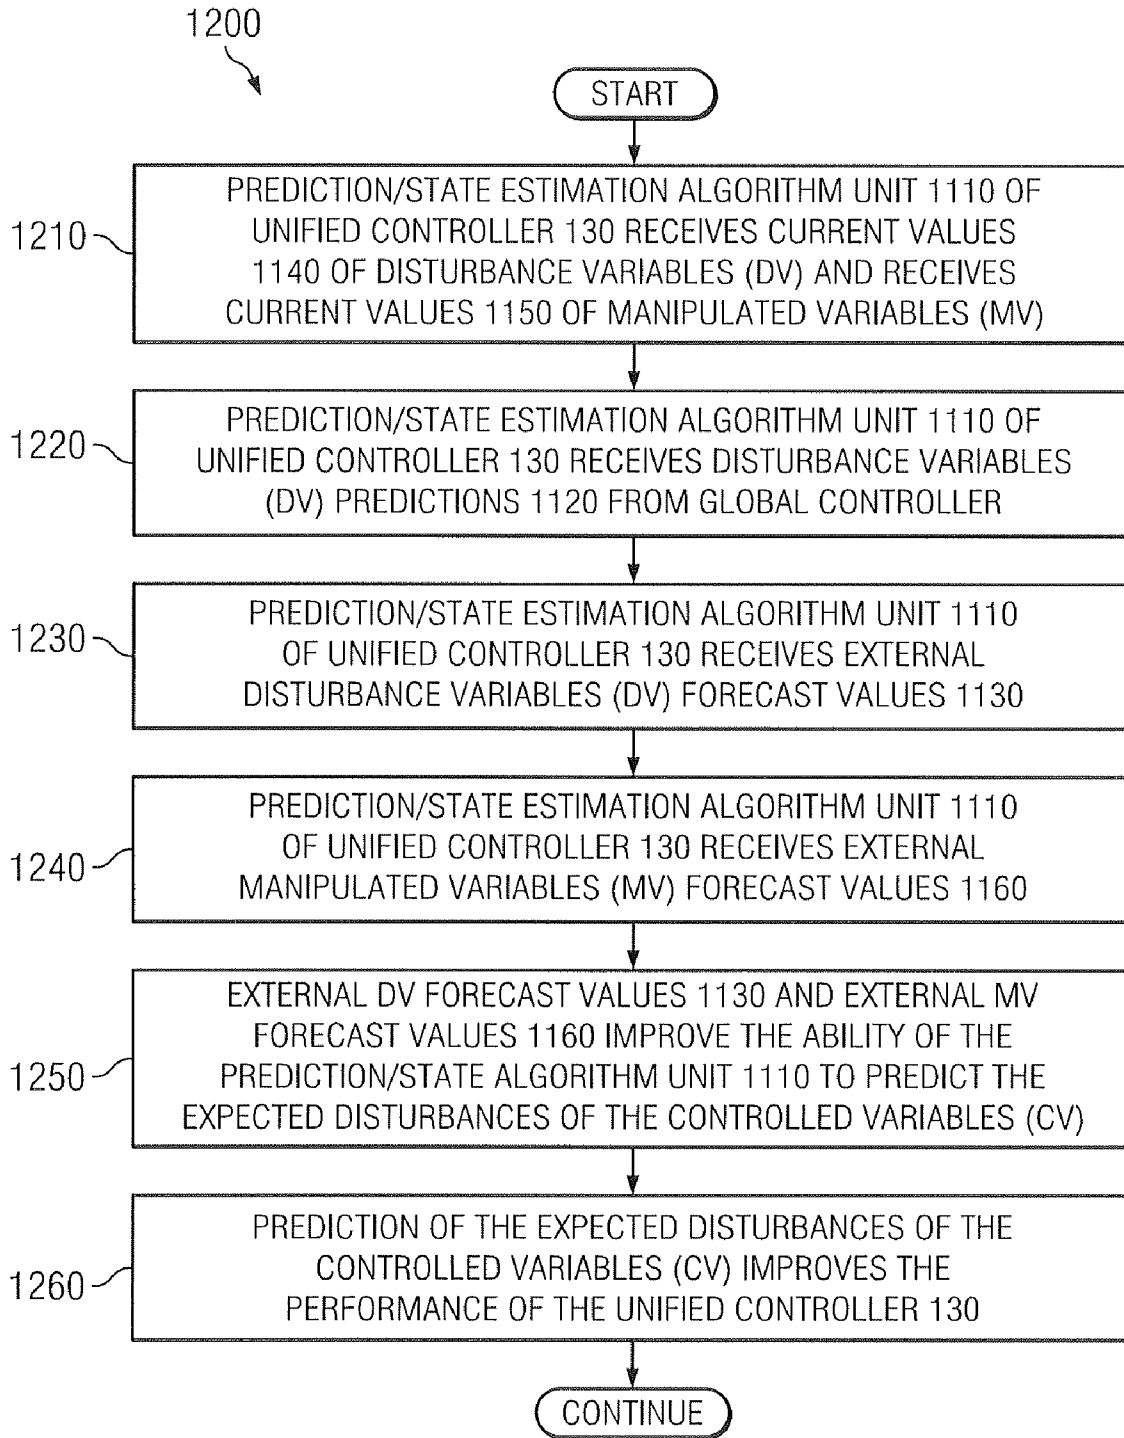 1200
START
1210
PREDICTION/STATE ESTIMATION ALGORITHM UNIT 1110 OF
UNIFIED CONTROLLER 130 RECEIVES CURRENT VALUES
1140 OF DISTURBANCE VARIABLES (DV) AND RECEIVES
CURRENT VALUES 1150 OF MANIPULATED VARIABLES (MV)
1220
PREDICTION/STATE ESTIMATION ALGORITHM UNIT 1110 OF
UNIFIED CONTROLLER 130 RECEIVES DISTURBANCE VARIABLES
(DV) PREDICTIONS 1120 FROM GLOBAL CONTROLLER
1230
PREDICTION/STATE ESTIMATION ALGORITHM UNIT 1110
OF UNIFIED CONTROLLER 130 RECEIVES EXTERNAL
DISTURBANCE VARIABLES (DV) FORECAST VALUES 1130
1240
PREDICTION/STATE ESTIMATION ALGORITHM UNIT 1110
OF UNIFIED CONTROLLER 130 RECEIVES EXTERNAL
MANIPULATED VARIABLES (MV) FORECAST VALUES 1160
1250
EXTERNAL DV FORECAST VALUES 1130 AND EXTERNAL MV
FORECAST VALUES 1160 IMPROVE THE ABILITY OF THE
PREDICTION/STATE ALGORITHM UNIT 1110 TO PREDICT THE
EXPECTED DISTURBANCES OF THE CONTROLLED VARIABLES (CV)
1260
PREDICTION OF THE EXPECTED DISTURBANCES OF THE
CONTROLLED VARIABLES (CV) IMPROVES THE
PERFORMANCE OF THE UNIFIED CONTROLLER 130
CONTINUE